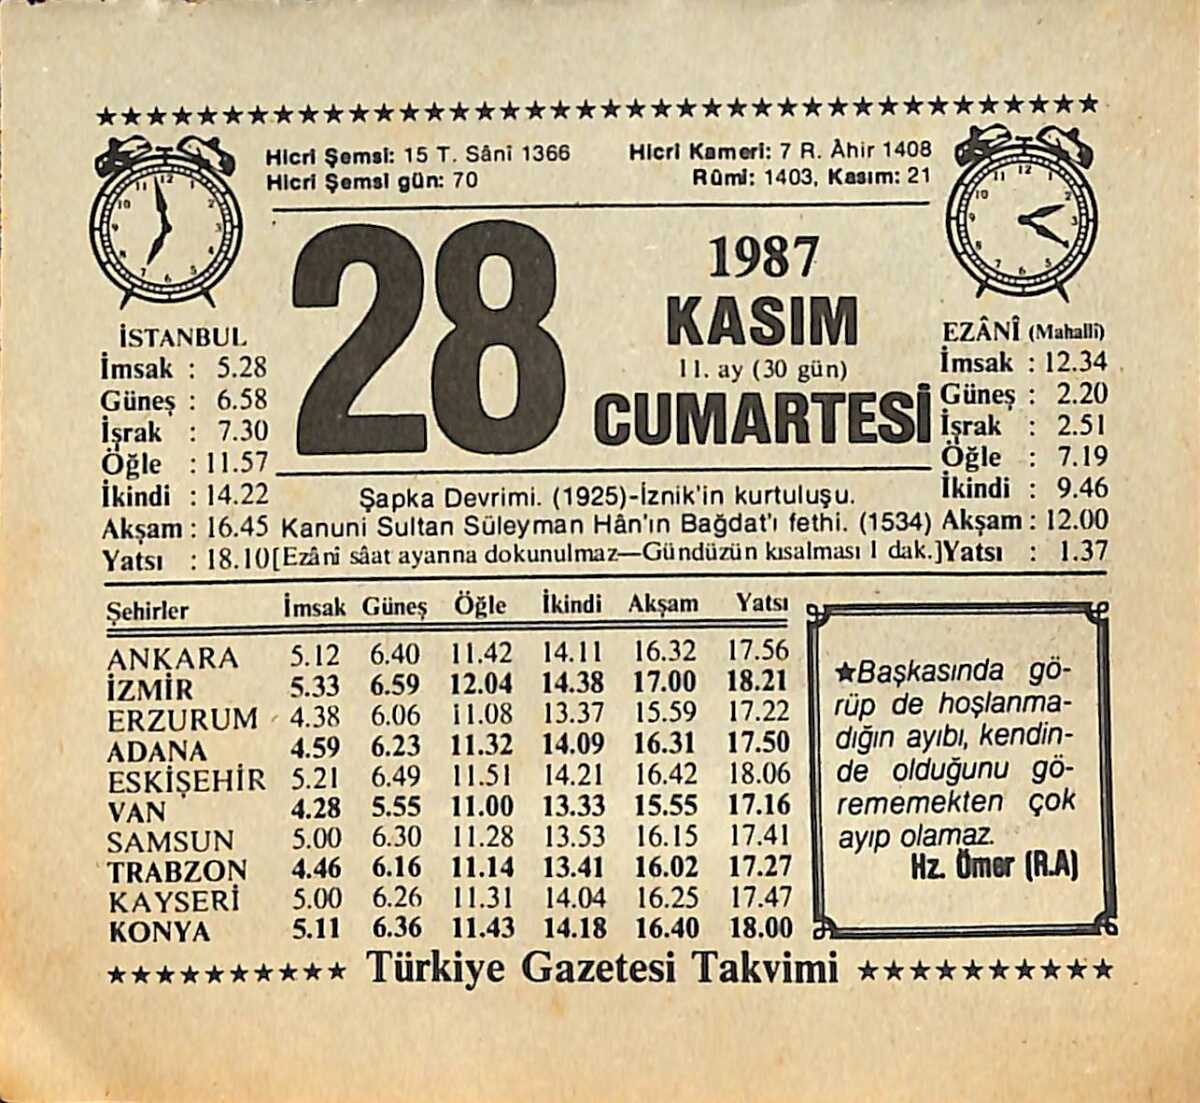 Hicrî Şemsî: 15 T. Sânî 1366
Hicrî Şemsî gün: 70
Hicrî Kamerî: 7 R. Âhir 1408
Rûmî: 1403, Kasım: 21
28
1987
KASIM
11. ay (30 gün)
CUMARTESİ
İSTANBUL
İmsak : 5.28
Güneş : 6.58
İşrak : 7.30
Öğle : 11.57
İkindi : 14.22
Akşam : 16.45
Yatsı : 18.10
EZÂNÎ (Mahallî)
İmsak : 12.34
Güneş : 2.20
İşrak : 2.51
Öğle : 7.19
İkindi : 9.46
Akşam : 12.00
Yatsı : 1.37
Şapka Devrimi. (1925)-İznik'in kurtuluşu.
Kanuni Sultan Süleyman Hân'ın Bağdat'ı fethi. (1534)
[Ezânî sâat ayarına dokunulmaz—Gündüzün kısalması 1 dak.]
Şehirler İmsak Güneş Öğle İkindi Akşam Yatsı
ANKARA 5.12 6.40 11.42 14.11 16.32 17.56
İZMİR 5.33 6.59 12.04 14.38 17.00 18.21
ERZURUM 4.38 6.06 11.08 13.37 15.59 17.22
ADANA 4.59 6.23 11.32 14.09 16.31 17.50
ESKİŞEHİR 5.21 6.49 11.51 14.21 16.42 18.06
VAN 4.28 5.55 11.00 13.33 15.55 17.16
SAMSUN 5.00 6.30 11.28 13.53 16.15 17.41
TRABZON 4.46 6.16 11.14 13.41 16.02 17.27
KAYSERİ 5.00 6.26 11.31 14.04 16.25 17.47
KONYA 5.11 6.36 11.43 14.18 16.40 18.00
★Başkasında gö-
rüp de hoşlanma-
dığın ayıbı, kendin-
de olduğunu gö-
rememekten çok
ayıp olamaz.
Hz. Ömer (R.A)
★★★★★★★★★★ Türkiye Gazetesi Takvimi ★★★★★★★★★★